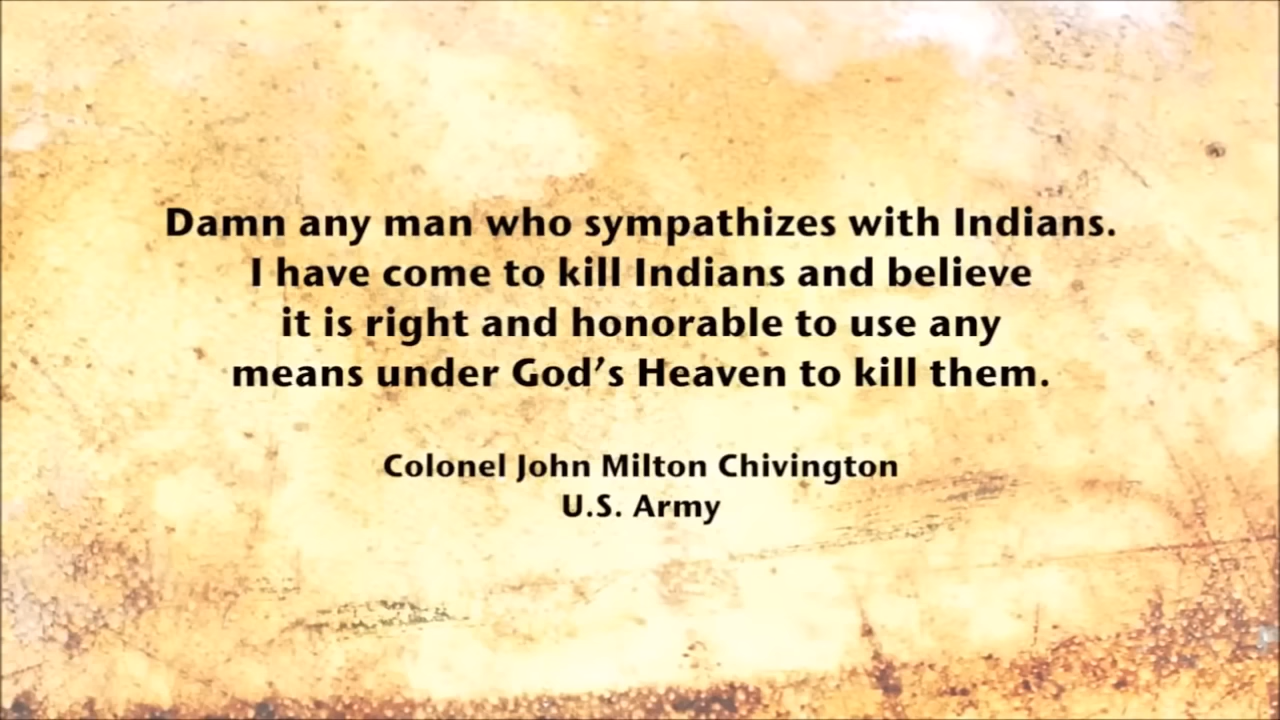 Damn any man who sympathizes with Indians.
I have come to kill Indians and believe
it is right and honorable to use any
means under God’s Heaven to kill them.
Colonel John Milton Chivington
U.S. Army